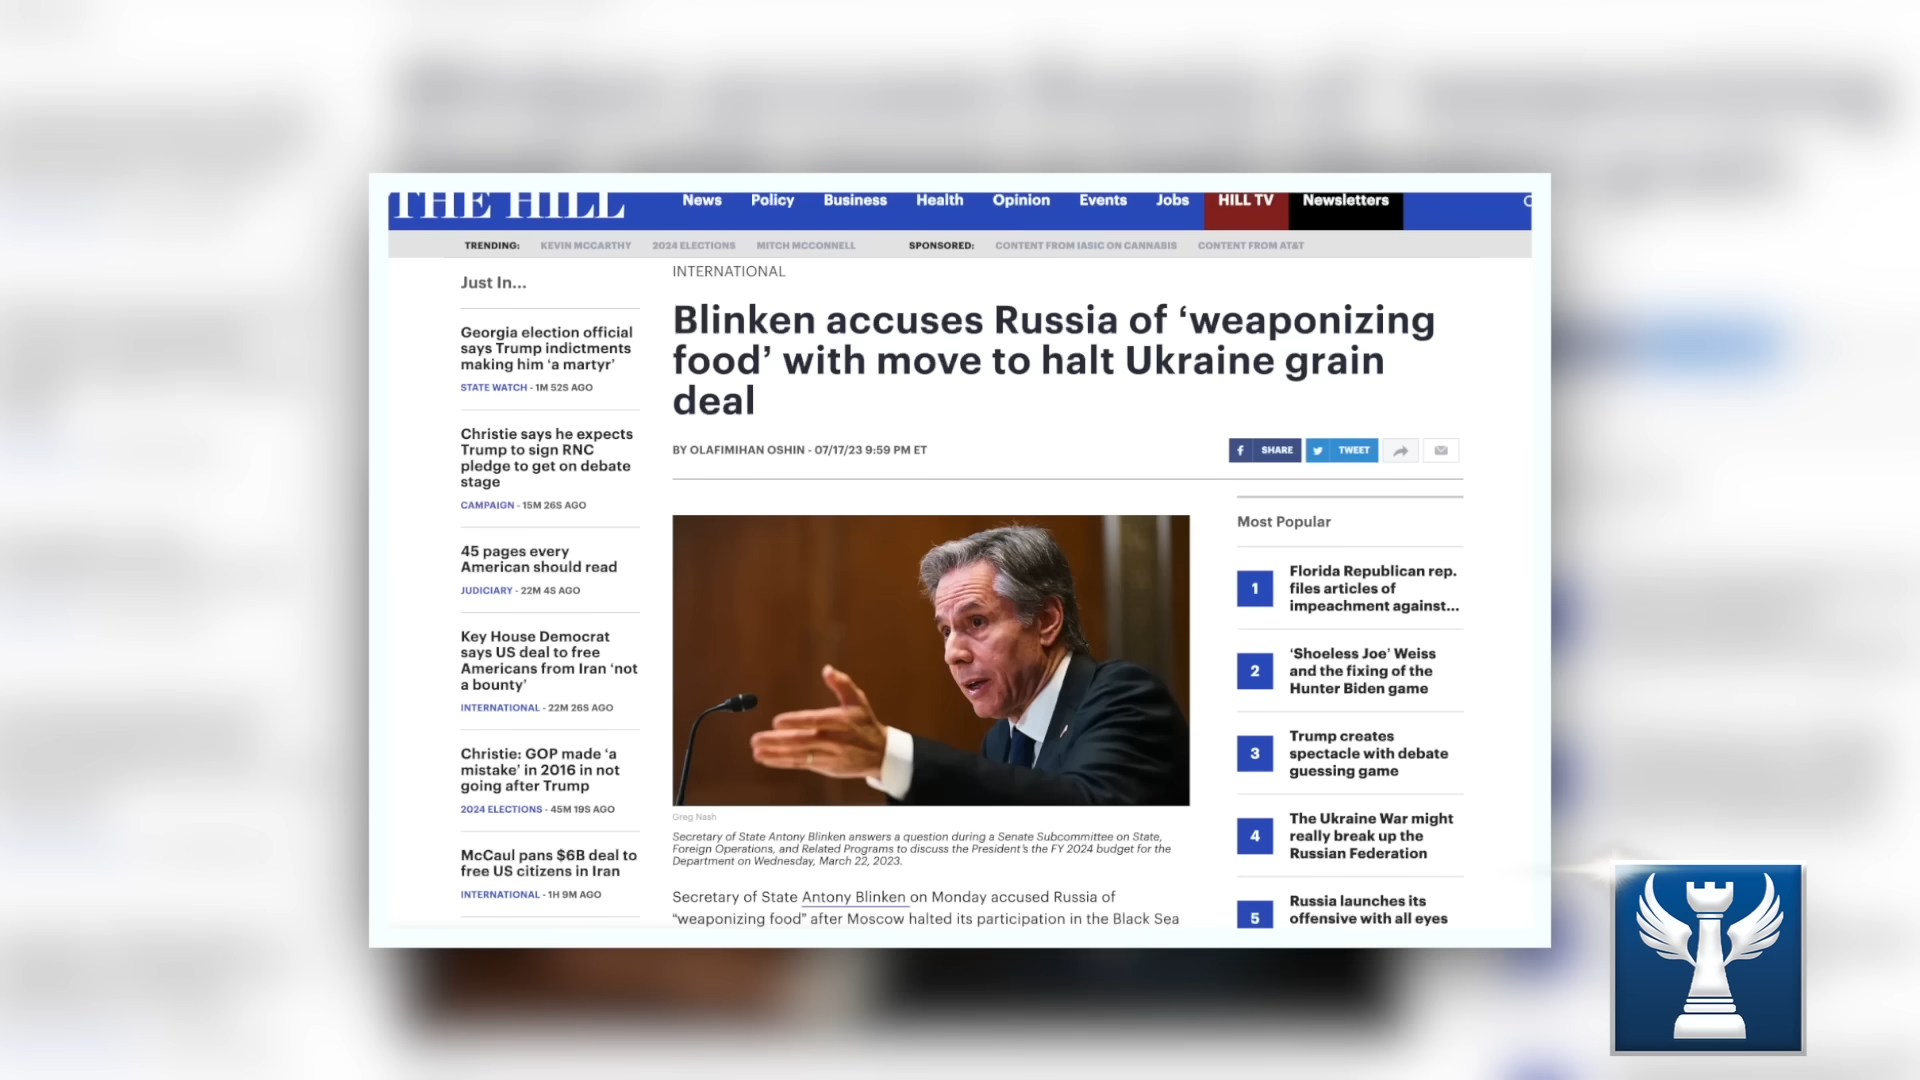 THE HILL
News Policy Business Health Opinion Events Jobs HILL TV Newsletters
TRENDING: KEVIN MCCARTHY 2024 ELECTIONS MITCH MCCONNELL SPONSORED: CONTENT FROM IASIC ON CANNABIS CONTENT FROM AT&T
Just In...
Georgia election official
says Trump indictments
making him ‘a martyr’
STATE WATCH - 1M 52S AGO
Christie says he expects
Trump to sign RNC
pledge to get on debate
stage
CAMPAIGN - 15M 26S AGO
45 pages every
American should read
JUDICIARY - 22M 4S AGO
Key House Democrat
says US deal to free
Americans from Iran ‘not
a bounty’
INTERNATIONAL - 22M 26S AGO
Christie: GOP made ‘a
mistake’ in 2016 in not
going after Trump
2024 ELECTIONS - 45M 19S AGO
McCaul pans $6B deal to
free US citizens in Iran
INTERNATIONAL - 1H 9M AGO
INTERNATIONAL
Blinken accuses Russia of ‘weaponizing
food’ with move to halt Ukraine grain
deal
BY OLAFIMIHAN OSHIN - 07/17/23 9:59 PM ET
f SHARE TWEET
Greg Nash
Secretary of State Antony Blinken answers a question during a Senate Subcommittee on State,
Foreign Operations, and Related Programs to discuss the President’s the FY 2024 budget for the
Department on Wednesday, March 22, 2023.
Secretary of State Antony Blinken on Monday accused Russia of
“weaponizing food” after Moscow halted its participation in the Black Sea
Most Popular
1 Florida Republican rep.
files articles of
impeachment against...
2 ‘Shoeless Joe’ Weiss
and the fixing of the
Hunter Biden game
3 Trump creates
spectacle with debate
guessing game
4 The Ukraine War might
really break up the
Russian Federation
5 Russia launches its
offensive with all eyes